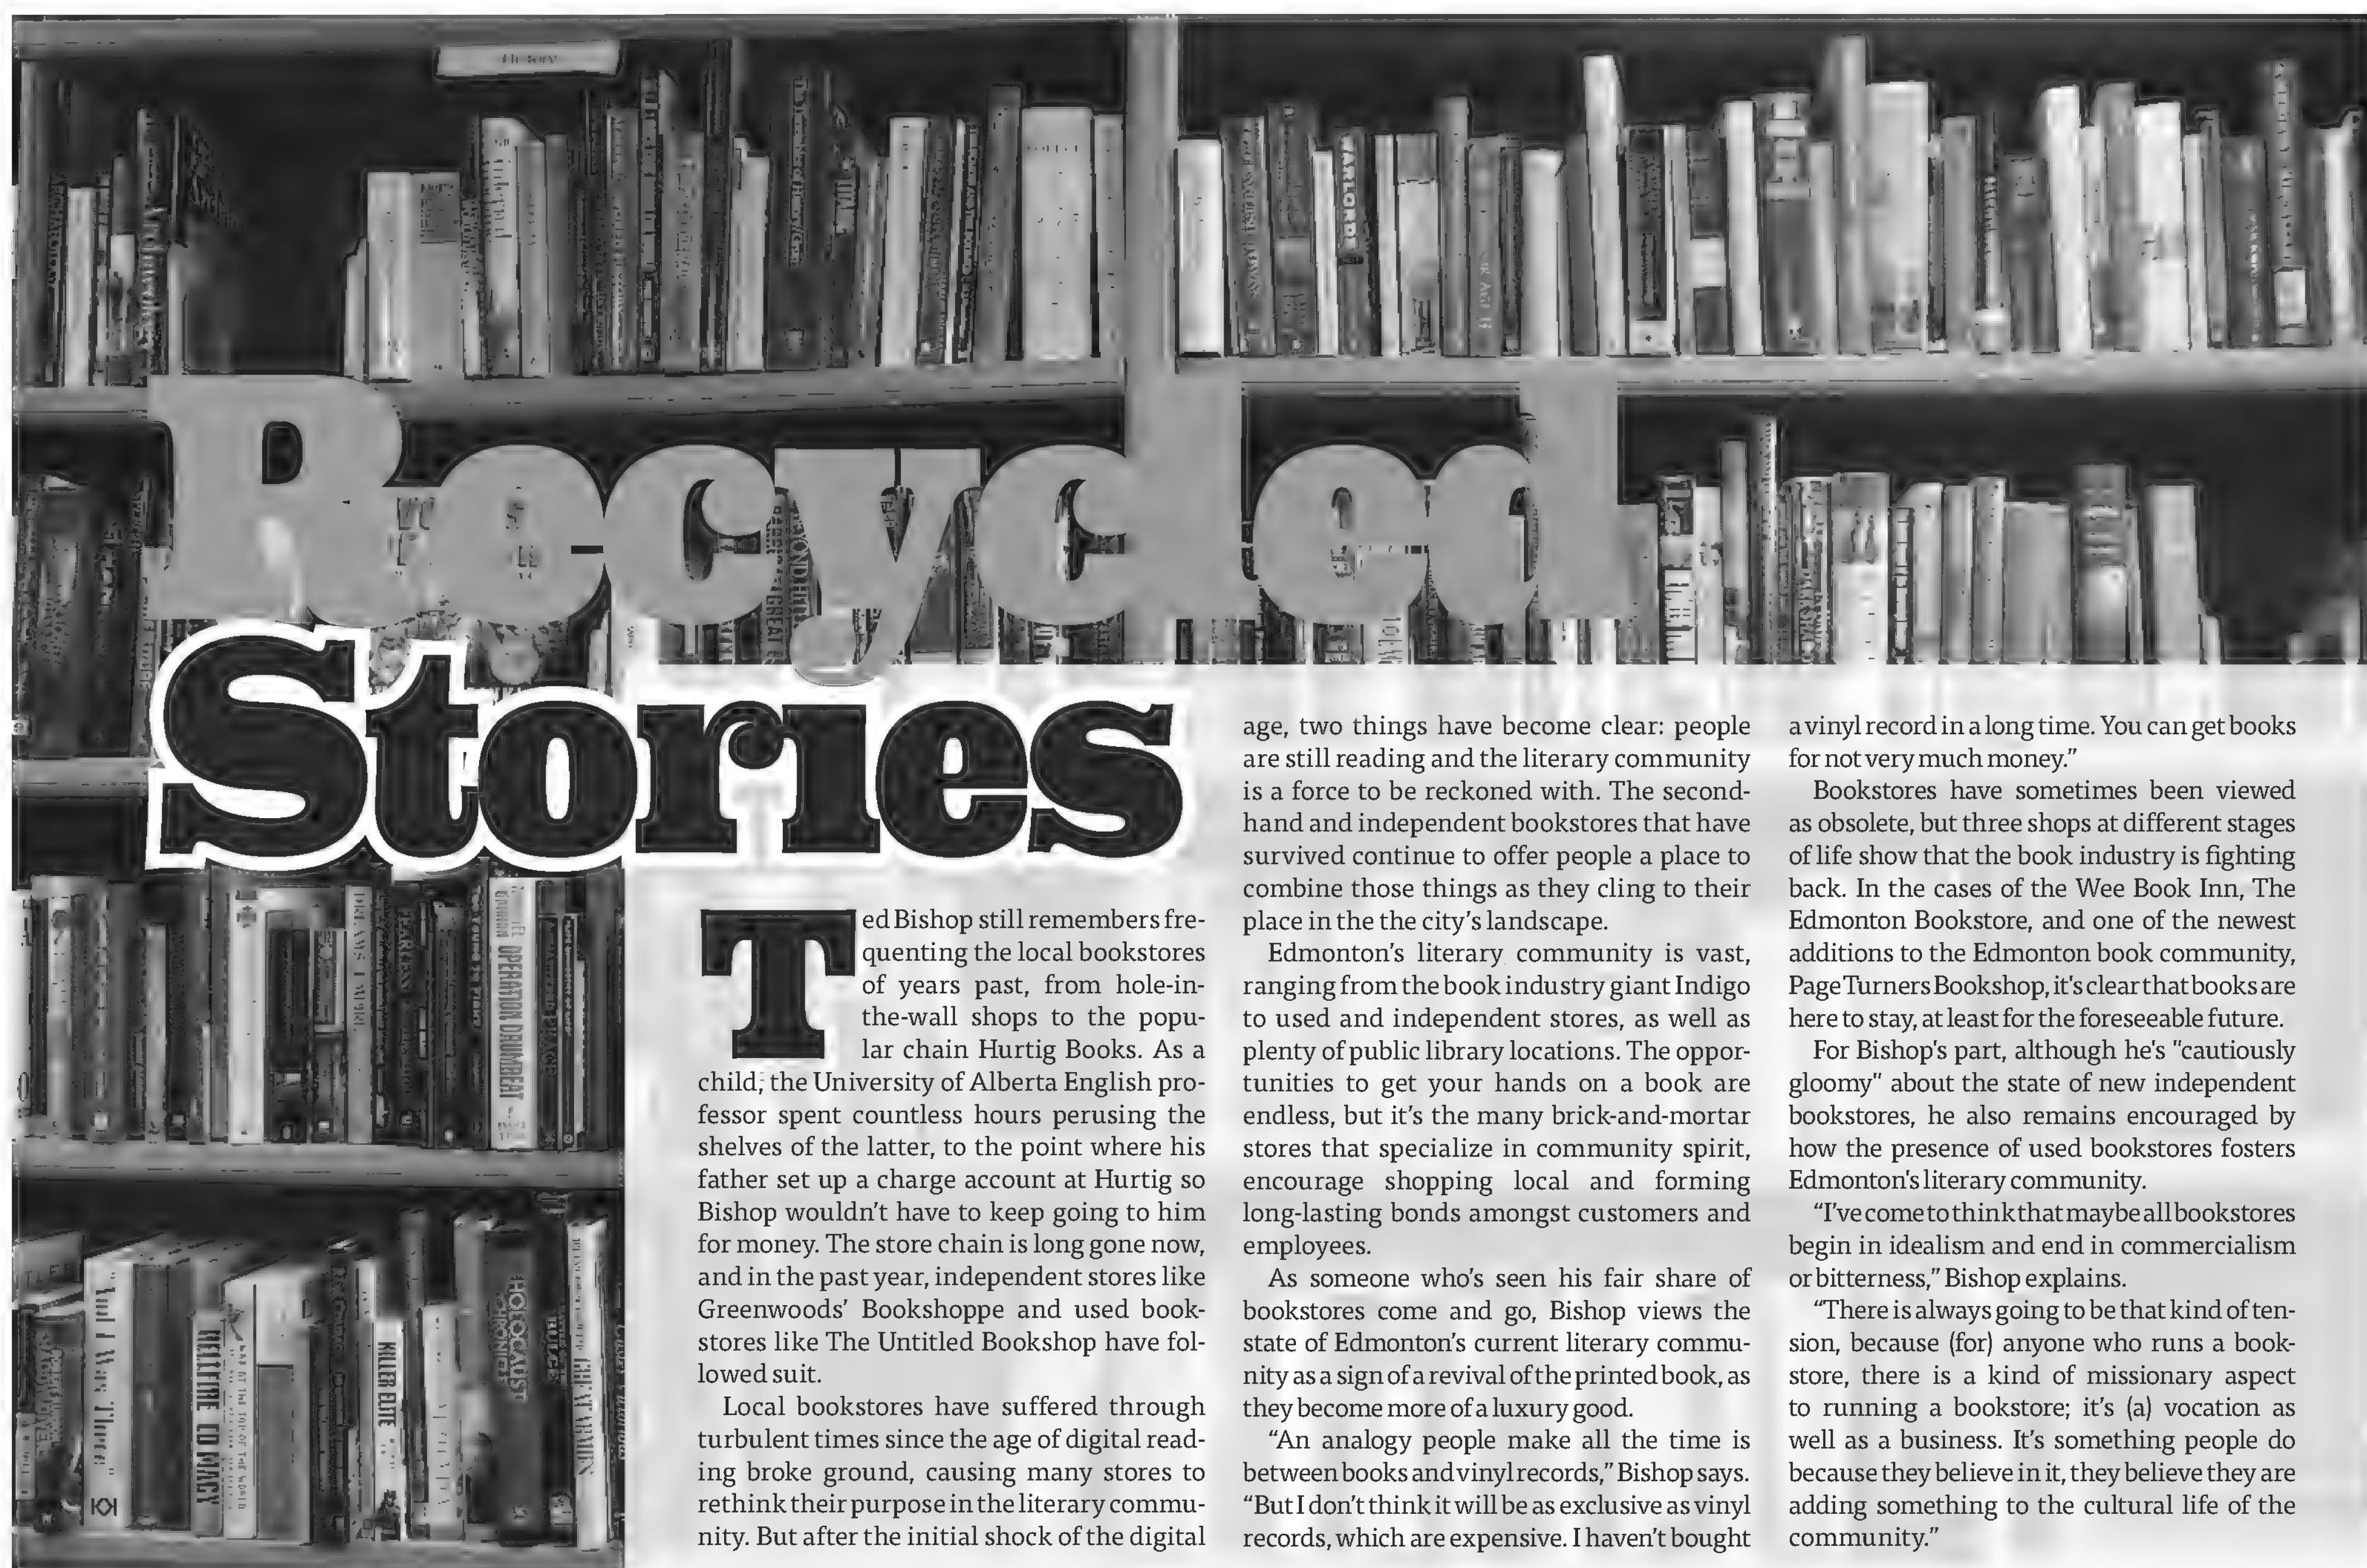 History
WARLORDS
Recycled
Stories
OPERATION DRUMBEAT
HOLOCAUST
HELLFIRE
KILLER ELITE
Ted Bishop still remembers fre-
quenting the local bookstores
of years past, from hole-in-
the-wall shops to the popu-
lar chain Hurtig Books. As a
child, the University of Alberta English pro-
fessor spent countless hours perusing the
shelves of the latter, to the point where his
father set up a charge account at Hurtig so
Bishop wouldn't have to keep going to him
for money. The store chain is long gone now,
and in the past year, independent stores like
Greenwoods' Bookshoppe and used book-
stores like The Untitled Bookshop have fol-
lowed suit.
Local bookstores have suffered through
turbulent times since the age of digital read-
ing broke ground, causing many stores to
rethink their purpose in the literary commu-
nity. But after the initial shock of the digital
age, two things have become clear: people
are still reading and the literary community
is a force to be reckoned with. The second-
hand and independent bookstores that have
survived continue to offer people a place to
combine those things as they cling to their
place in the the city's landscape.
Edmonton's literary community is vast,
ranging from the book industry giant Indigo
to used and independent stores, as well as
plenty of public library locations. The oppor-
tunities to get your hands on a book are
endless, but it's the many brick-and-mortar
stores that specialize in community spirit,
encourage shopping local and forming
long-lasting bonds amongst customers and
employees.
As someone who's seen his fair share of
bookstores come and go, Bishop views the
state of Edmonton's current literary commu-
nity as a sign of a revival of the printed book, as
they become more of a luxury good.
“An analogy people make all the time is
between books and vinyl records,” Bishop says.
“But I don't think it will be as exclusive as vinyl
records, which are expensive. I haven't bought
a vinyl record in a long time. You can get books
for not very much money.”
Bookstores have sometimes been viewed
as obsolete, but three shops at different stages
of life show that the book industry is fighting
back. In the cases of the Wee Book Inn, The
Edmonton Bookstore, and one of the newest
additions to the Edmonton book community,
Page Turners Bookshop, it's clear that books are
here to stay, at least for the foreseeable future.
For Bishop's part, although he's "cautiously
gloomy" about the state of new independent
bookstores, he also remains encouraged by
how the presence of used bookstores fosters
Edmonton's literary community.
“I've come to think that maybe all bookstores
begin in idealism and end in commercialism
or bitterness,” Bishop explains.
“There is always going to be that kind of ten-
sion, because (for) anyone who runs a book-
store, there is a kind of missionary aspect
to running a bookstore; it's (a) vocation as
well as a business. It's something people do
because they believe in it, they believe they are
adding something to the cultural life of the
community.”